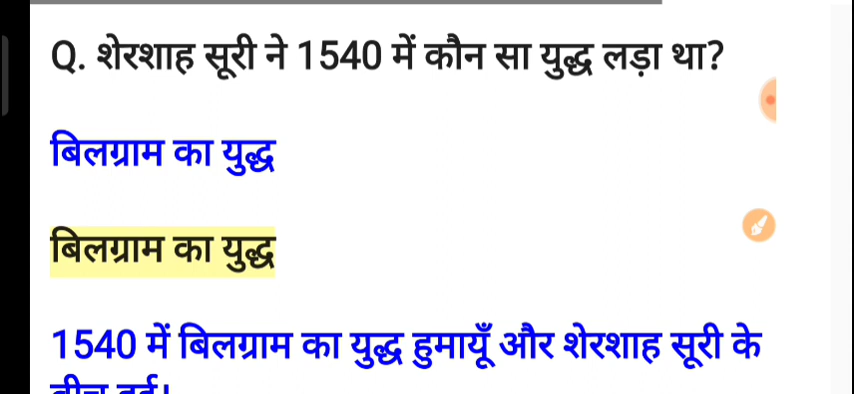 Q. शेरशाह सूरी ने 1540 में कौन सा युद्ध लड़ा था?
बिलग्राम का युद्ध
बिलग्राम का युद्ध
1540 में बिलग्राम का युद्ध हुमायूँ और शेरशाह सूरी के